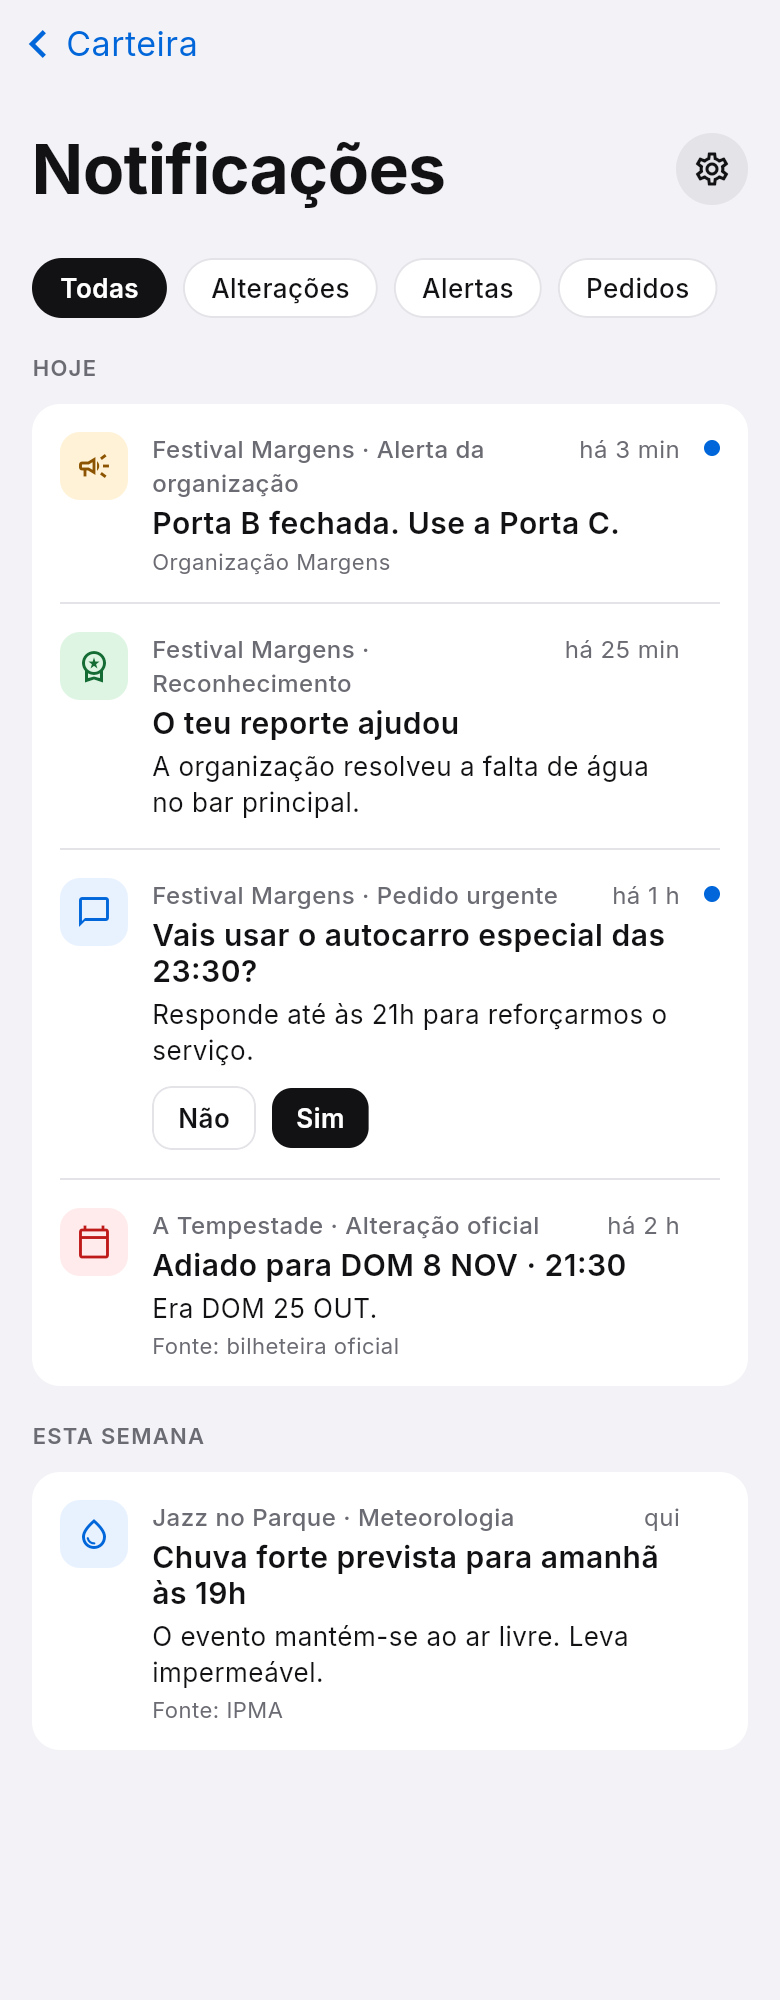 Carteira
Notificações
Todas
Alterações
Alertas
Pedidos
HOJE
Festival Margens · Alerta da
organização
há 3 min
Porta B fechada. Use a Porta C.
Organização Margens
Festival Margens ·
Reconhecimento
há 25 min
O teu reporte ajudou
A organização resolveu a falta de água
no bar principal.
Festival Margens · Pedido urgente
há 1 h
Vais usar o autocarro especial das
23:30?
Responde até às 21h para reforçarmos o
serviço.
Não
Sim
A Tempestade · Alteração oficial
há 2 h
Adiado para DOM 8 NOV · 21:30
Era DOM 25 OUT.
Fonte: bilheteira oficial
ESTA SEMANA
Jazz no Parque · Meteorologia
qui
Chuva forte prevista para amanhã
às 19h
O evento mantém-se ao ar livre. Leva
impermeável.
Fonte: IPMA